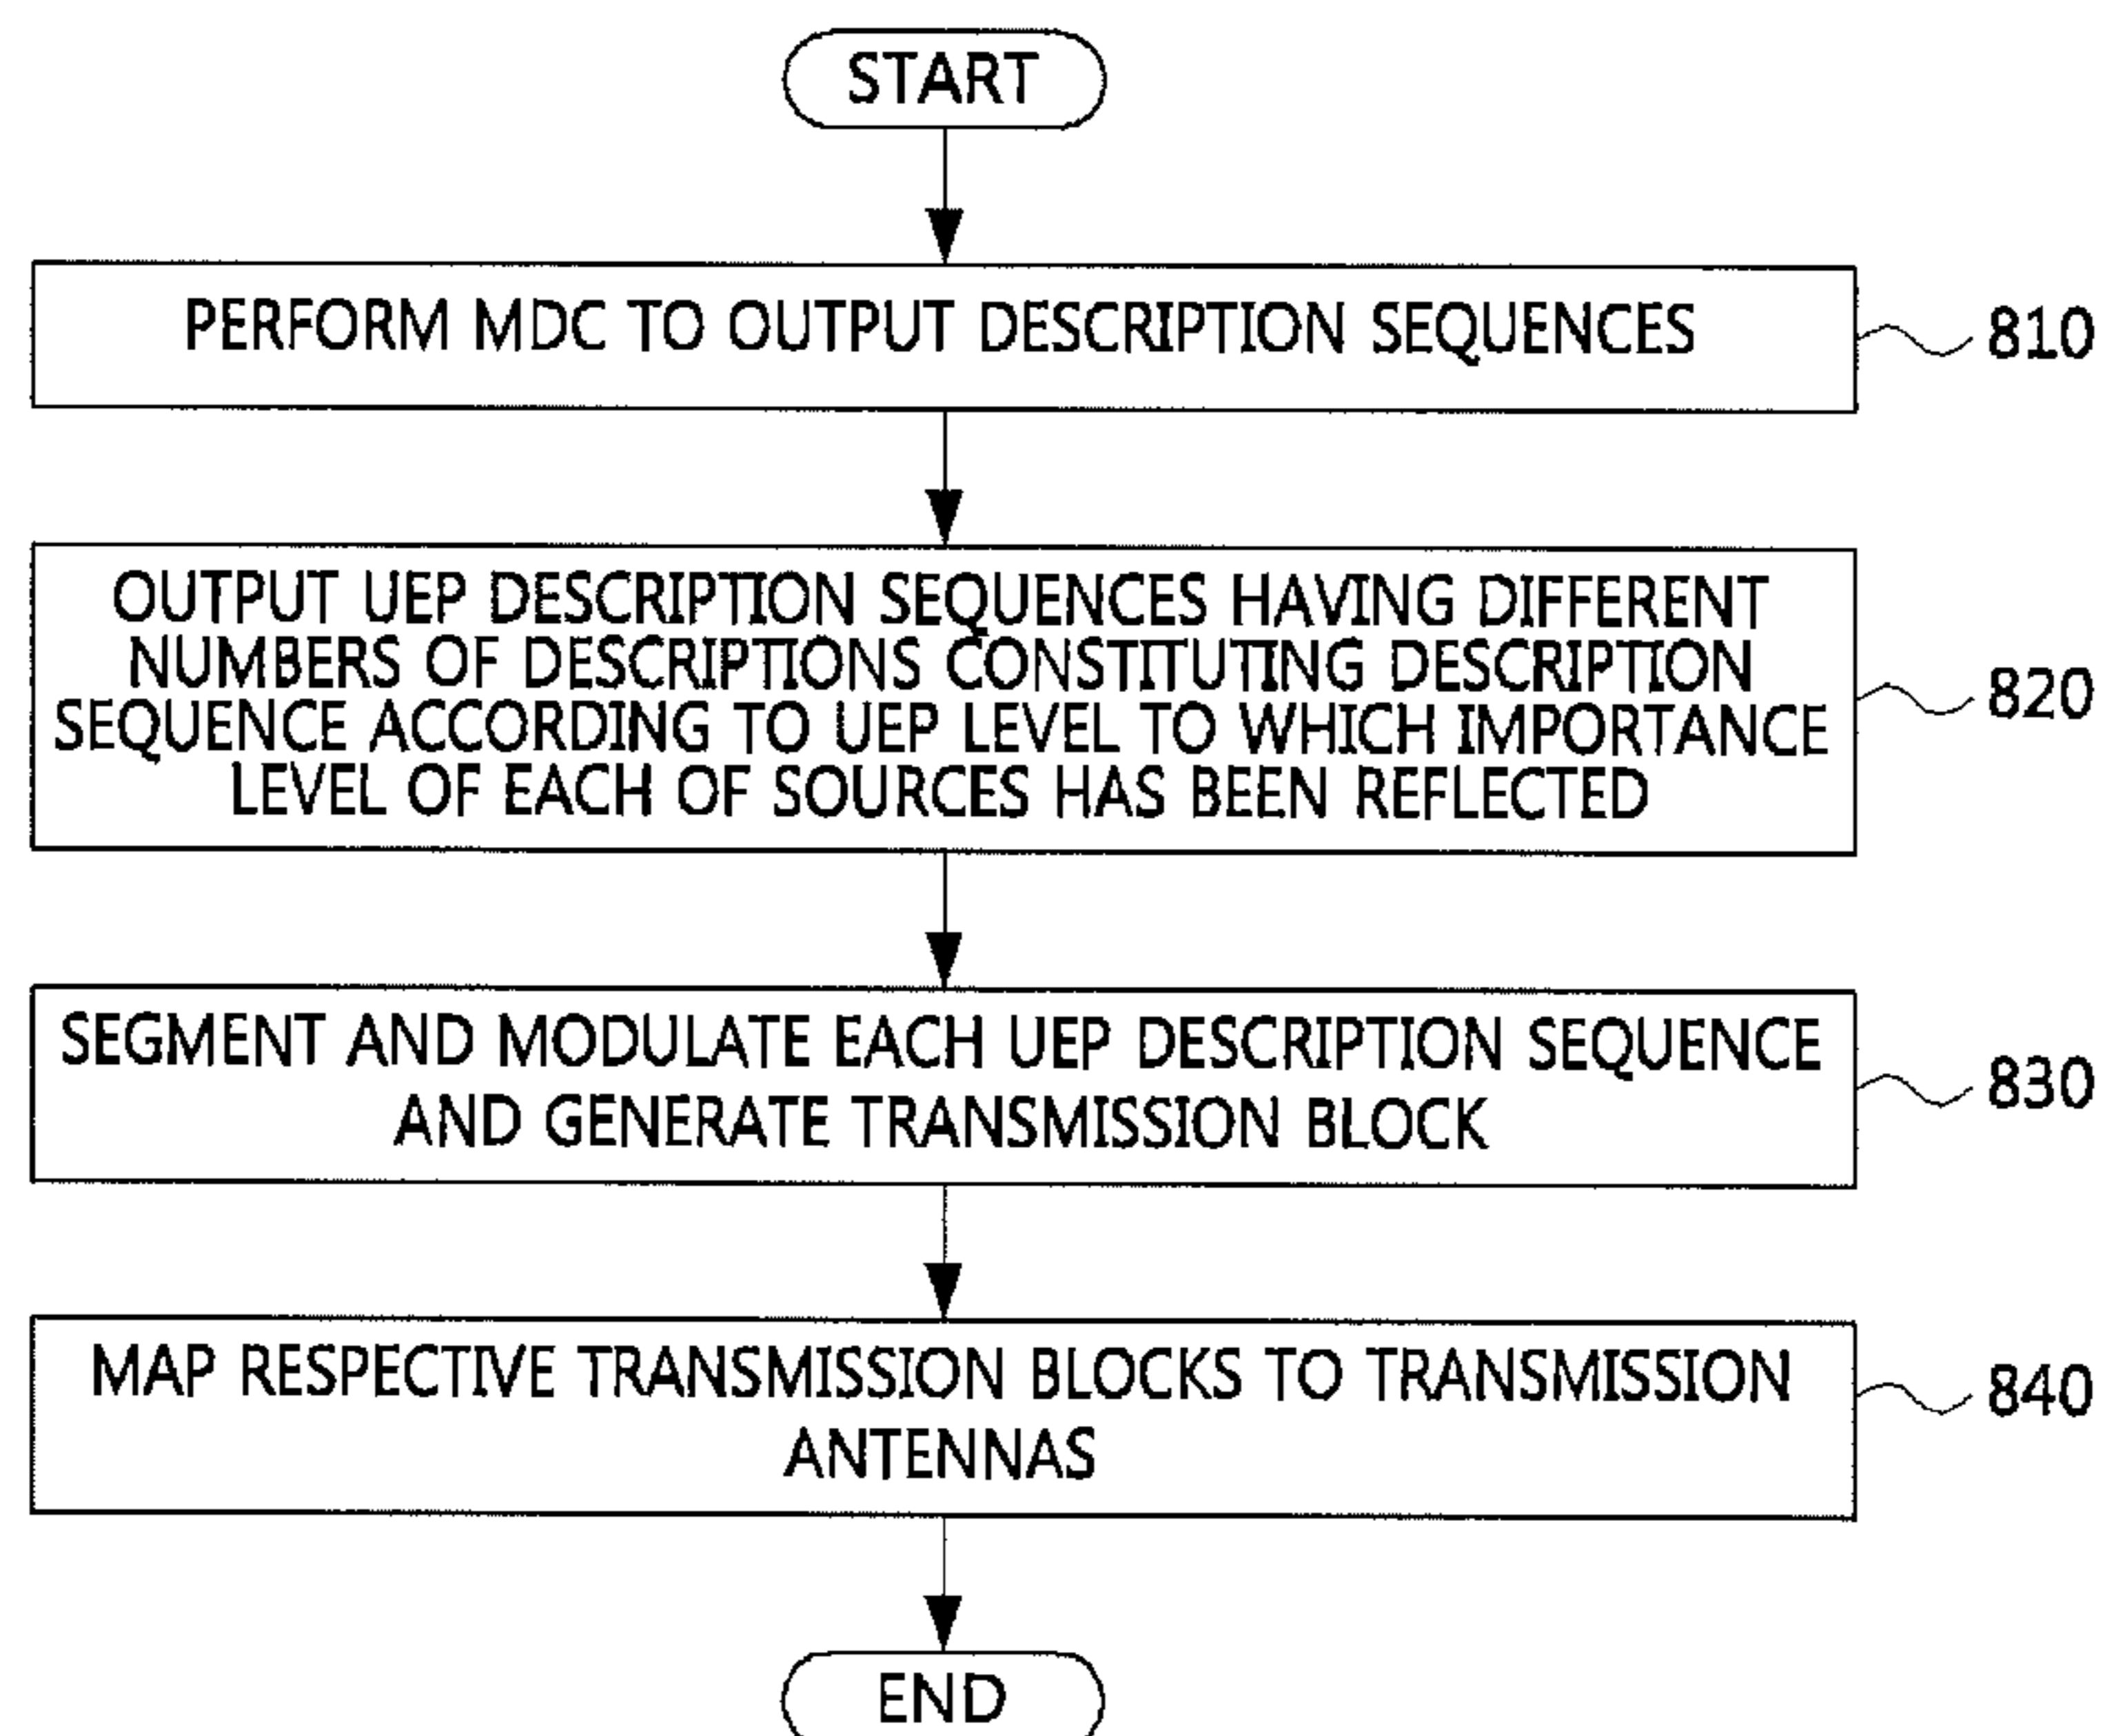 START
PERFORM MDC TO OUTPUT DESCRIPTION SEQUENCES
810
OUTPUT UEP DESCRIPTION SEQUENCES HAVING DIFFERENT
NUMBERS OF DESCRIPTIONS CONSTITUTING DESCRIPTION
SEQUENCE ACCORDING TO UEP LEVEL TO WHICH IMPORTANCE
LEVEL OF EACH OF SOURCES HAS BEEN REFLECTED
820
SEGMENT AND MODULATE EACH UEP DESCRIPTION SEQUENCE
AND GENERATE TRANSMISSION BLOCK
830
MAP RESPECTIVE TRANSMISSION BLOCKS TO TRANSMISSION
ANTENNAS
840
END